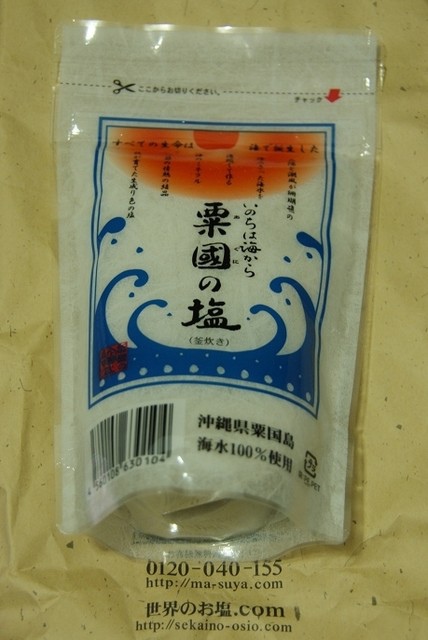 ここからお切りください。
チャック
すべての生命は
海で誕生した
いのちは海から
粟國の塩
あぐに
(釜炊き)
沖縄県粟国島
海水100%使用
0120-040-155
http://ma-suya.com/
世界のお塩.com
http://sekaino-osio.com/